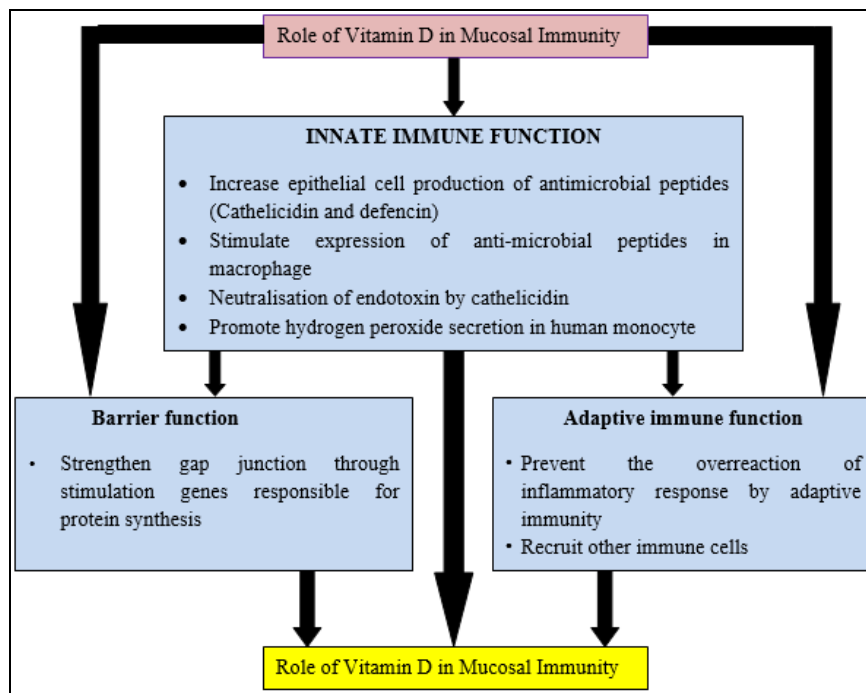 Role of Vitamin D in Mucosal Immunity
INNATE IMMUNE FUNCTION
• Increase epithelial cell production of antimicrobial peptides
(Cathelicidin and defencin)
• Stimulate expression of anti-microbial peptides in
macrophage
• Neutralisation of endotoxin by cathelicidin
• Promote hydrogen peroxide secretion in human monocyte
Barrier function
• Strengthen gap junction through
stimulation genes responsible for
protein synthesis
Adaptive immune function
• Prevent the overreaction of
inflammatory response by adaptive
immunity
• Recruit other immune cells
Role of Vitamin D in Mucosal Immunity